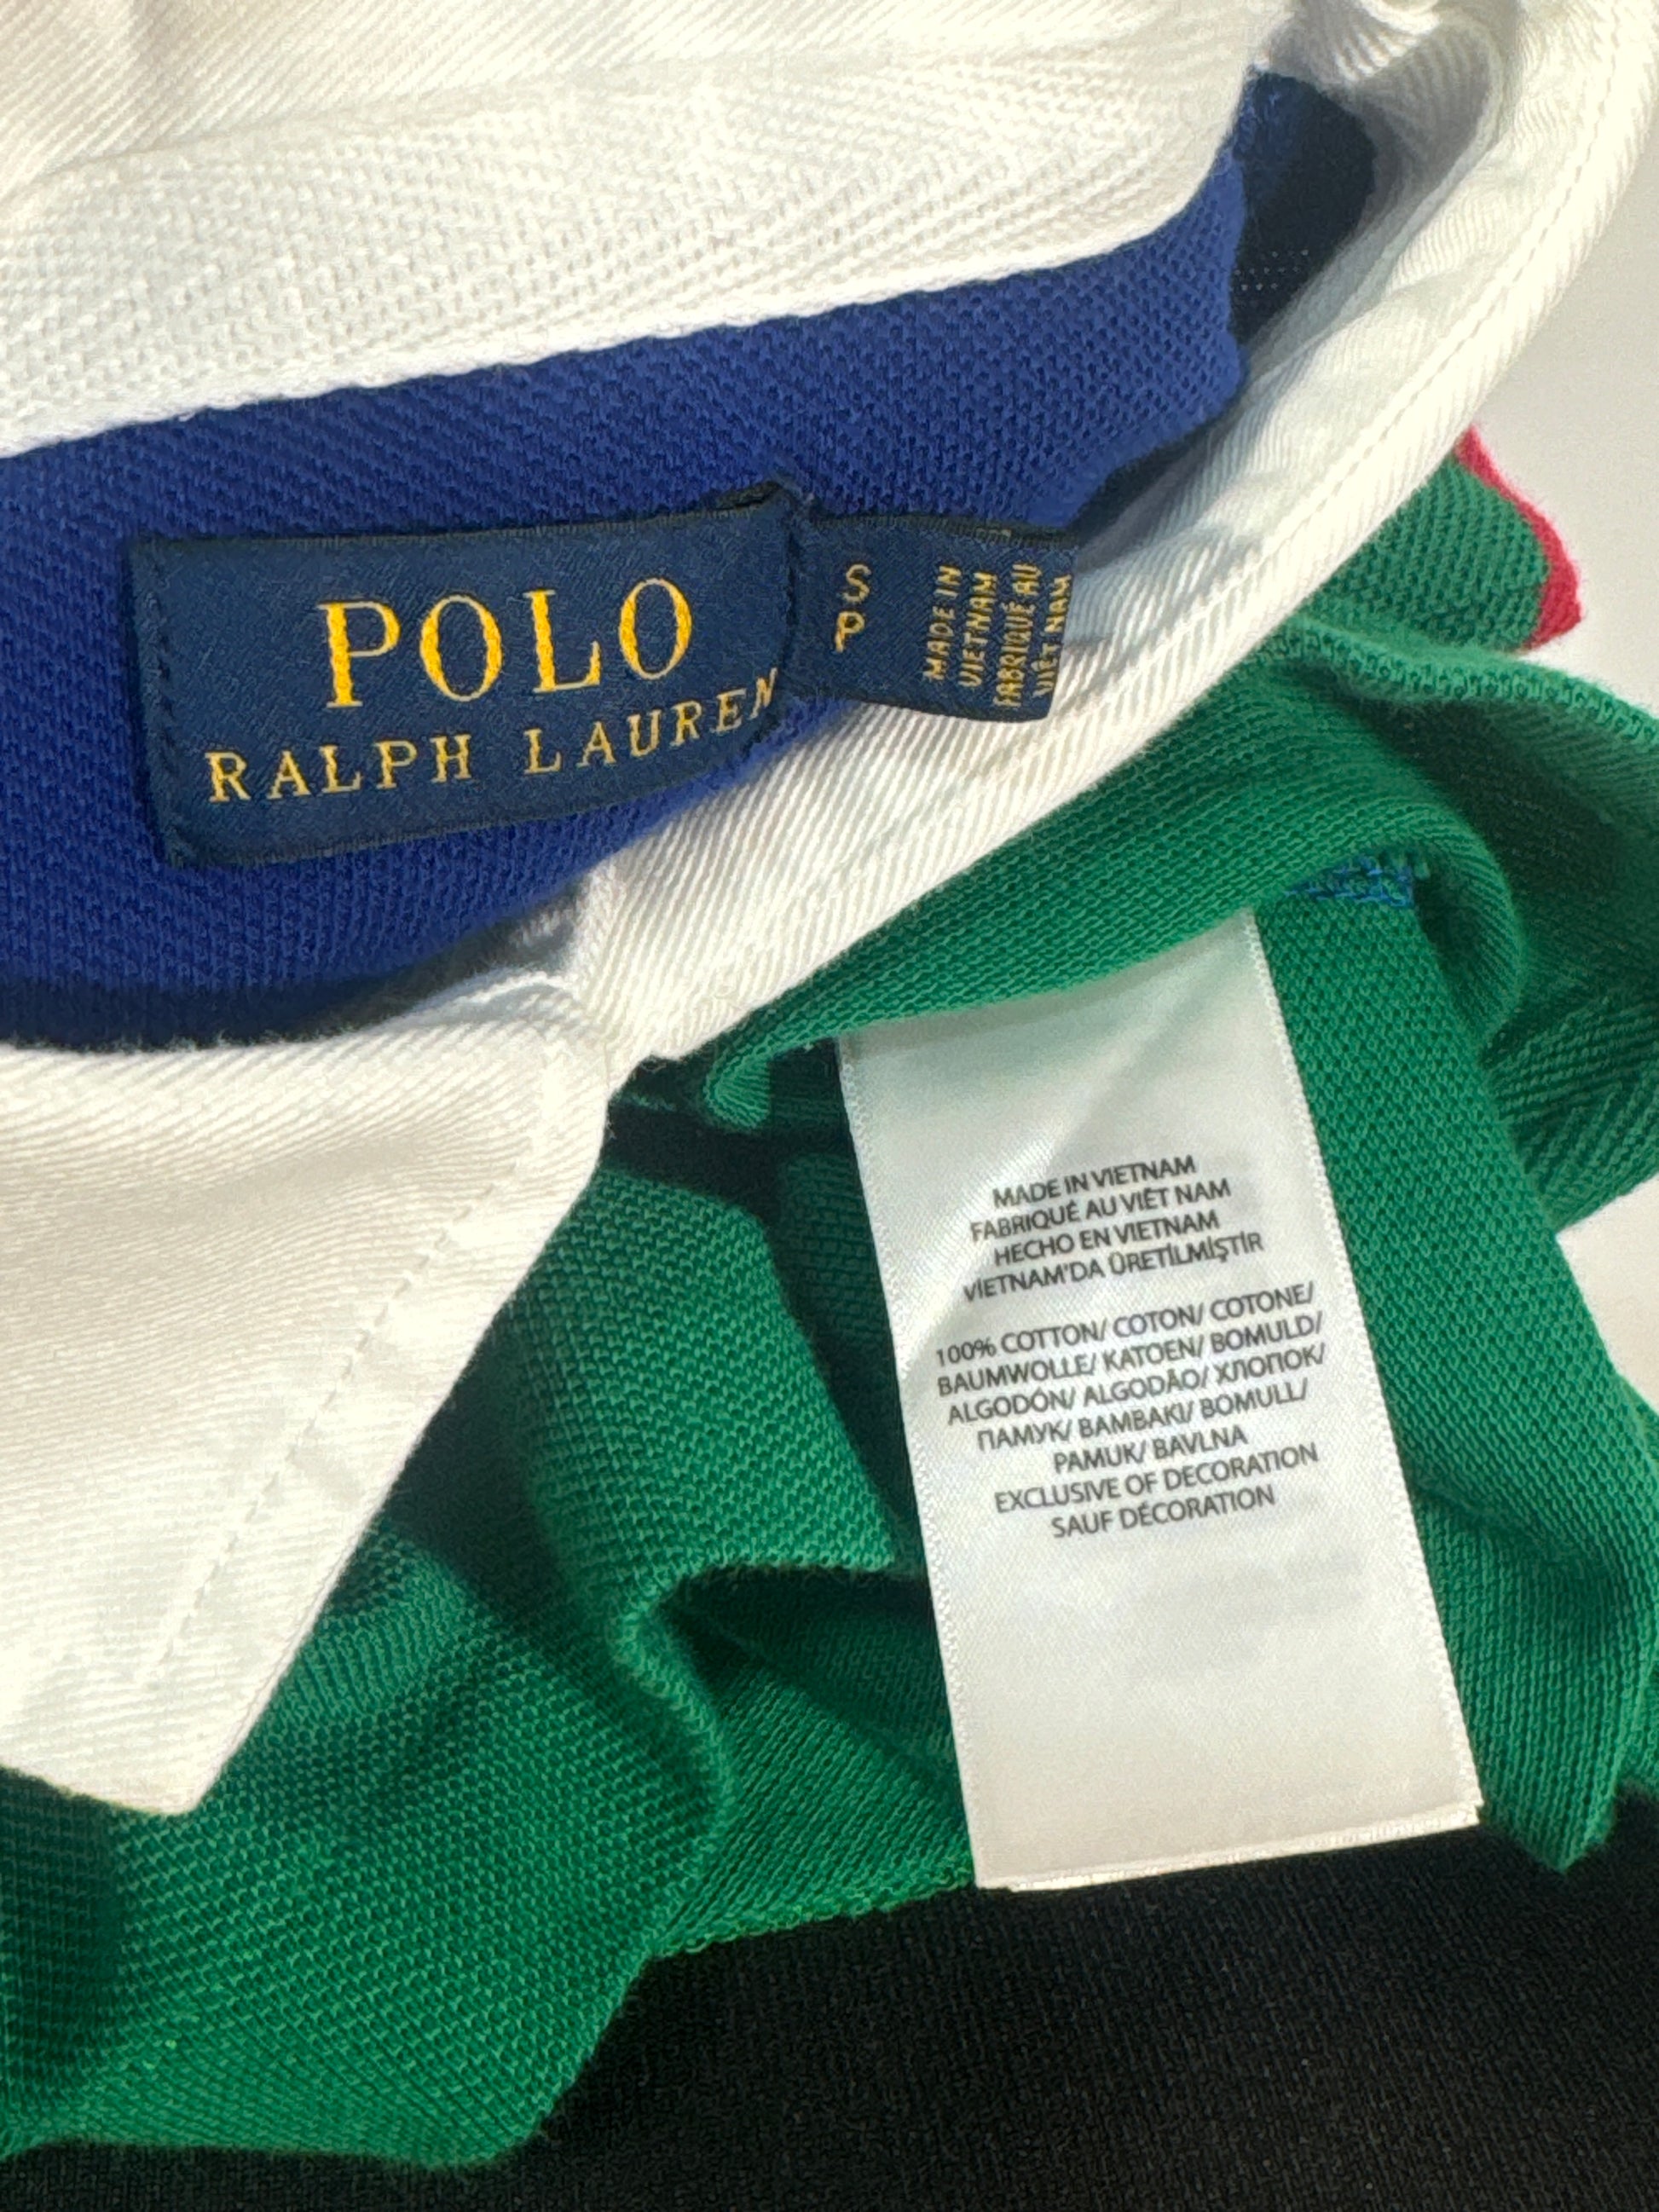 POLO
RALPH LAUREN
S
P
MADE IN
VIETNAM
FABRIQUÉ AU
VIÊT NAM
MADE IN VIETNAM
FABRIQUÉ AU VIÊT NAM
HECHO EN VIETNAM
VİETNAM'DA ÜRETİLMİŞTİR
100% COTTON/ COTON/ COTONE/
BAUMWOLLE/ KATOEN/ BOMULD/
ALGODÓN/ ALGODÃO/ ХЛОПОК/
ПАМУК/ BAMBAKI/ BOMULL/
PAMUK/ BAVLNA
EXCLUSIVE OF DECORATION
SAUF DÉCORATION